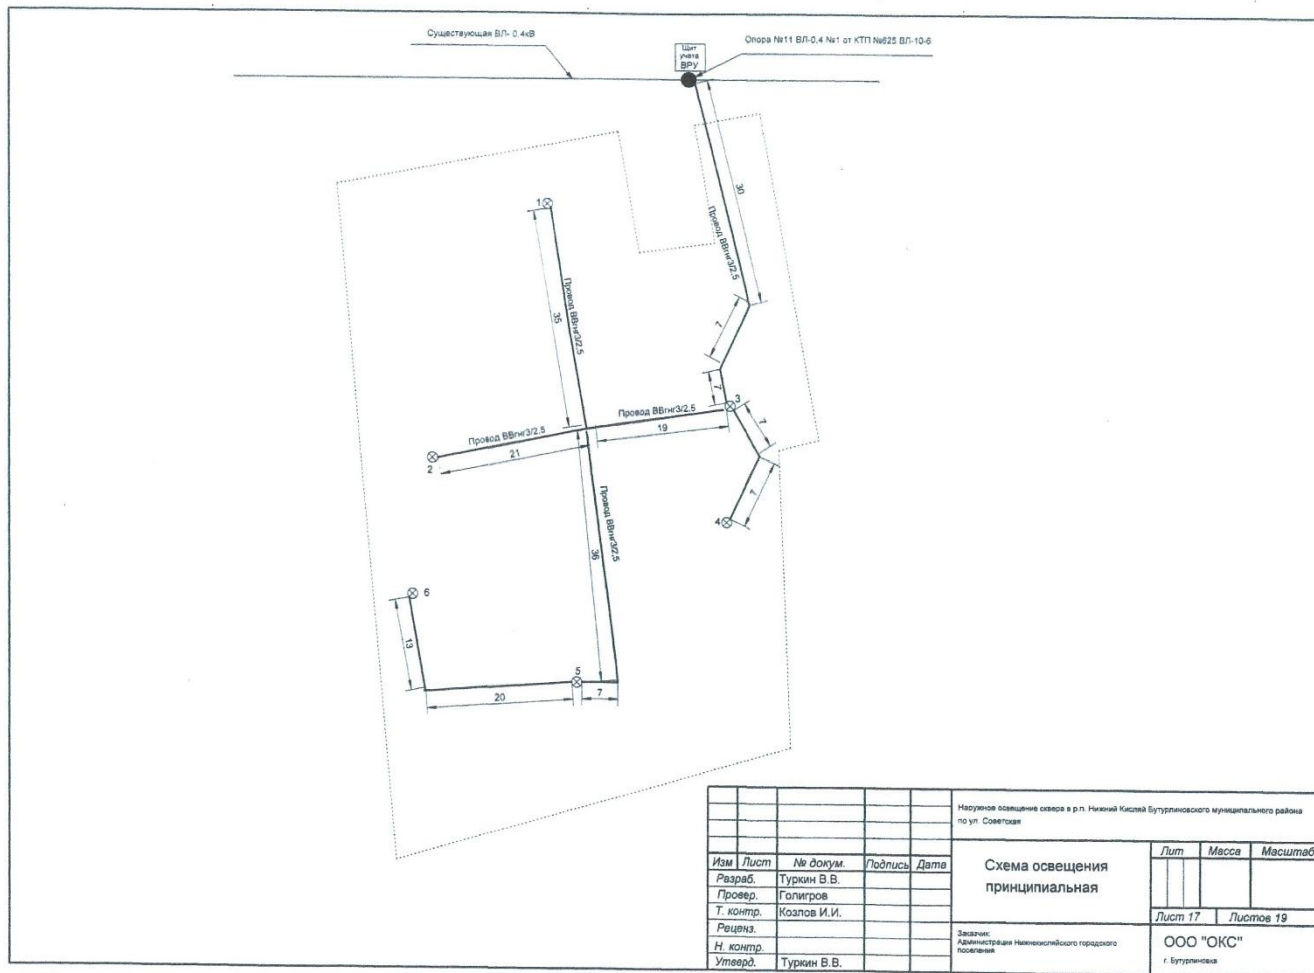 Существующая ВЛ- 0,4кВ
Щит
учета
ВРУ
Опора №11 ВЛ-0,4 №1 от КТП №625 ВЛ-10-6
30
Провод ВВгнг3/2,5
1
35
Провод ВВгнг3/2,5
7
7
3
Провод ВВгнг3/2,5
19
7
Провод ВВгнг3/2,5
2
21
7
4
Провод ВВгнг3/2,5
36
6
13
5
20
7
Наружное освещение сквера в р.п. Нижний Кисляй Бутурлиновского муниципального района
по ул. Советская
Изм Лист № докум. Подпись Дата
Разраб. Туркин В.В.
Провер. Голигров
Т. контр. Козлов И.И.
Реценз.
Н. контр.
Утверд. Туркин В.В.
Схема освещения
принципиальная
Лит Масса Масштаб
Лист 17 Листов 19
Заказчик:
Администрация Нижнекисляйского городского
поселения
ООО "ОКС"
г. Бутурлиновка